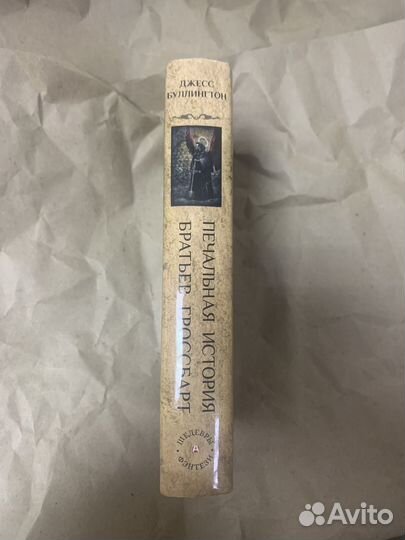 ДЖЕСС
БУЛЛИНГТОН
ПЕЧАЛЬНАЯ ИСТОРИЯ
БРАТЬЕВ ГРОССБАРТ
ШЕДЕВРЫ
А
ФЭНТЕЗИ
Avito